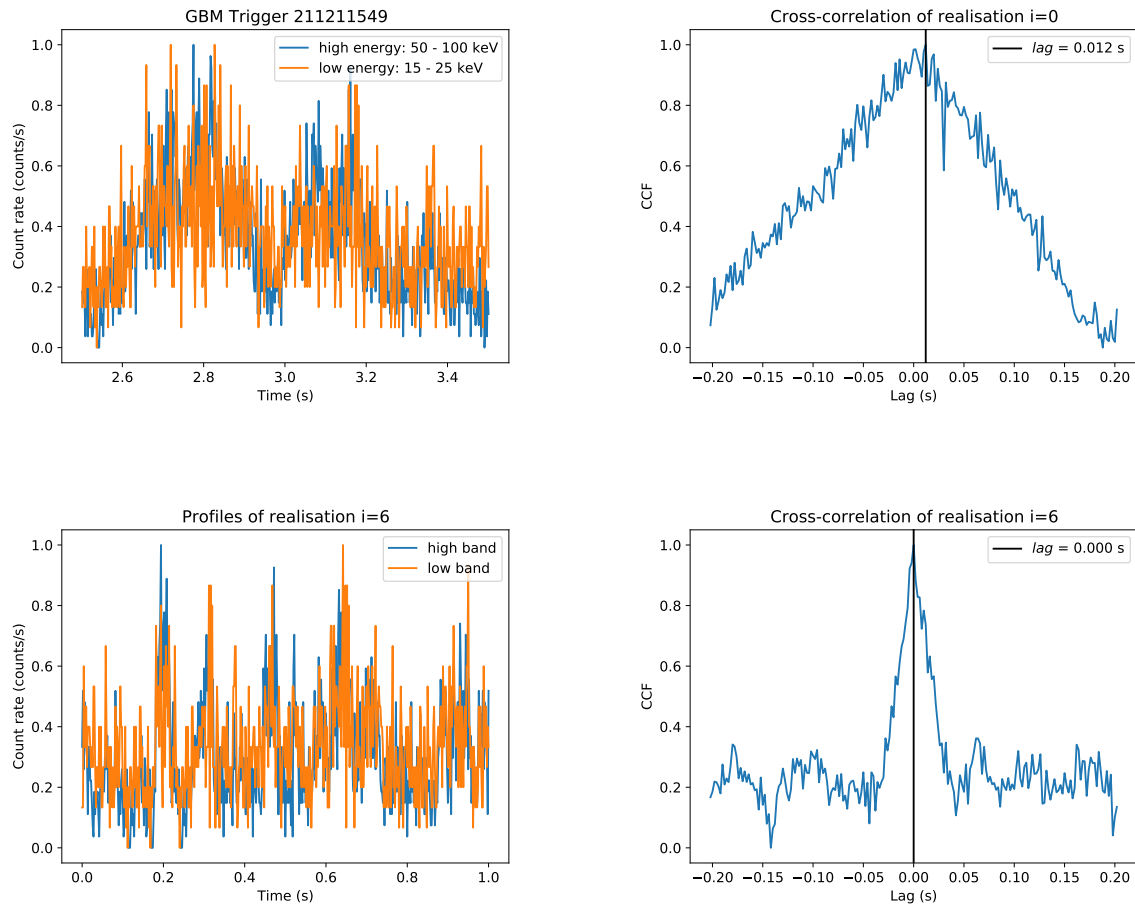 GBM Trigger 211211549
high energy: 50 - 100 keV
low energy: 15 - 25 keV
Count rate (counts/s)
1.0
0.8
0.6
0.4
0.2
0.0
2.6 2.8 3.0 3.2 3.4
Time (s)
Cross-correlation of realisation i=0
lag = 0.012 s
CCF
1.0
0.8
0.6
0.4
0.2
0.0
−0.20 −0.15 −0.10 −0.05 0.00 0.05 0.10 0.15 0.20
Lag (s)
Profiles of realisation i=6
high band
low band
Count rate (counts/s)
1.0
0.8
0.6
0.4
0.2
0.0
0.0 0.2 0.4 0.6 0.8 1.0
Time (s)
Cross-correlation of realisation i=6
lag = 0.000 s
CCF
1.0
0.8
0.6
0.4
0.2
0.0
−0.20 −0.15 −0.10 −0.05 0.00 0.05 0.10 0.15 0.20
Lag (s)